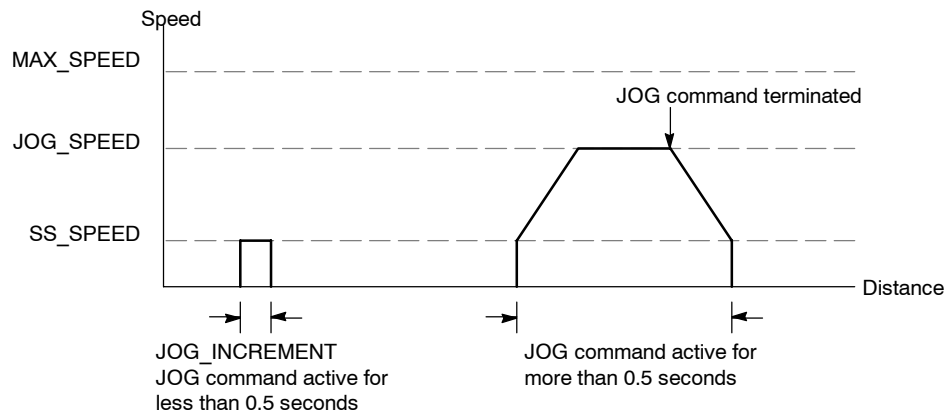 Speed
MAX_SPEED
JOG command terminated
JOG_SPEED
SS_SPEED
Distance
JOG_INCREMENT
JOG command active for
less than 0.5 seconds
JOG command active for
more than 0.5 seconds